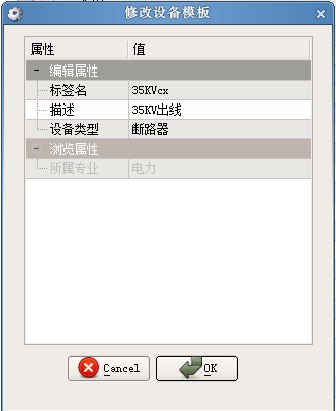 修改设备模板
属性 值
编辑属性
标签名 35KVcx
描述 35KV出线
设备类型 断路器
浏览属性
所属专业 电力
Cancel OK